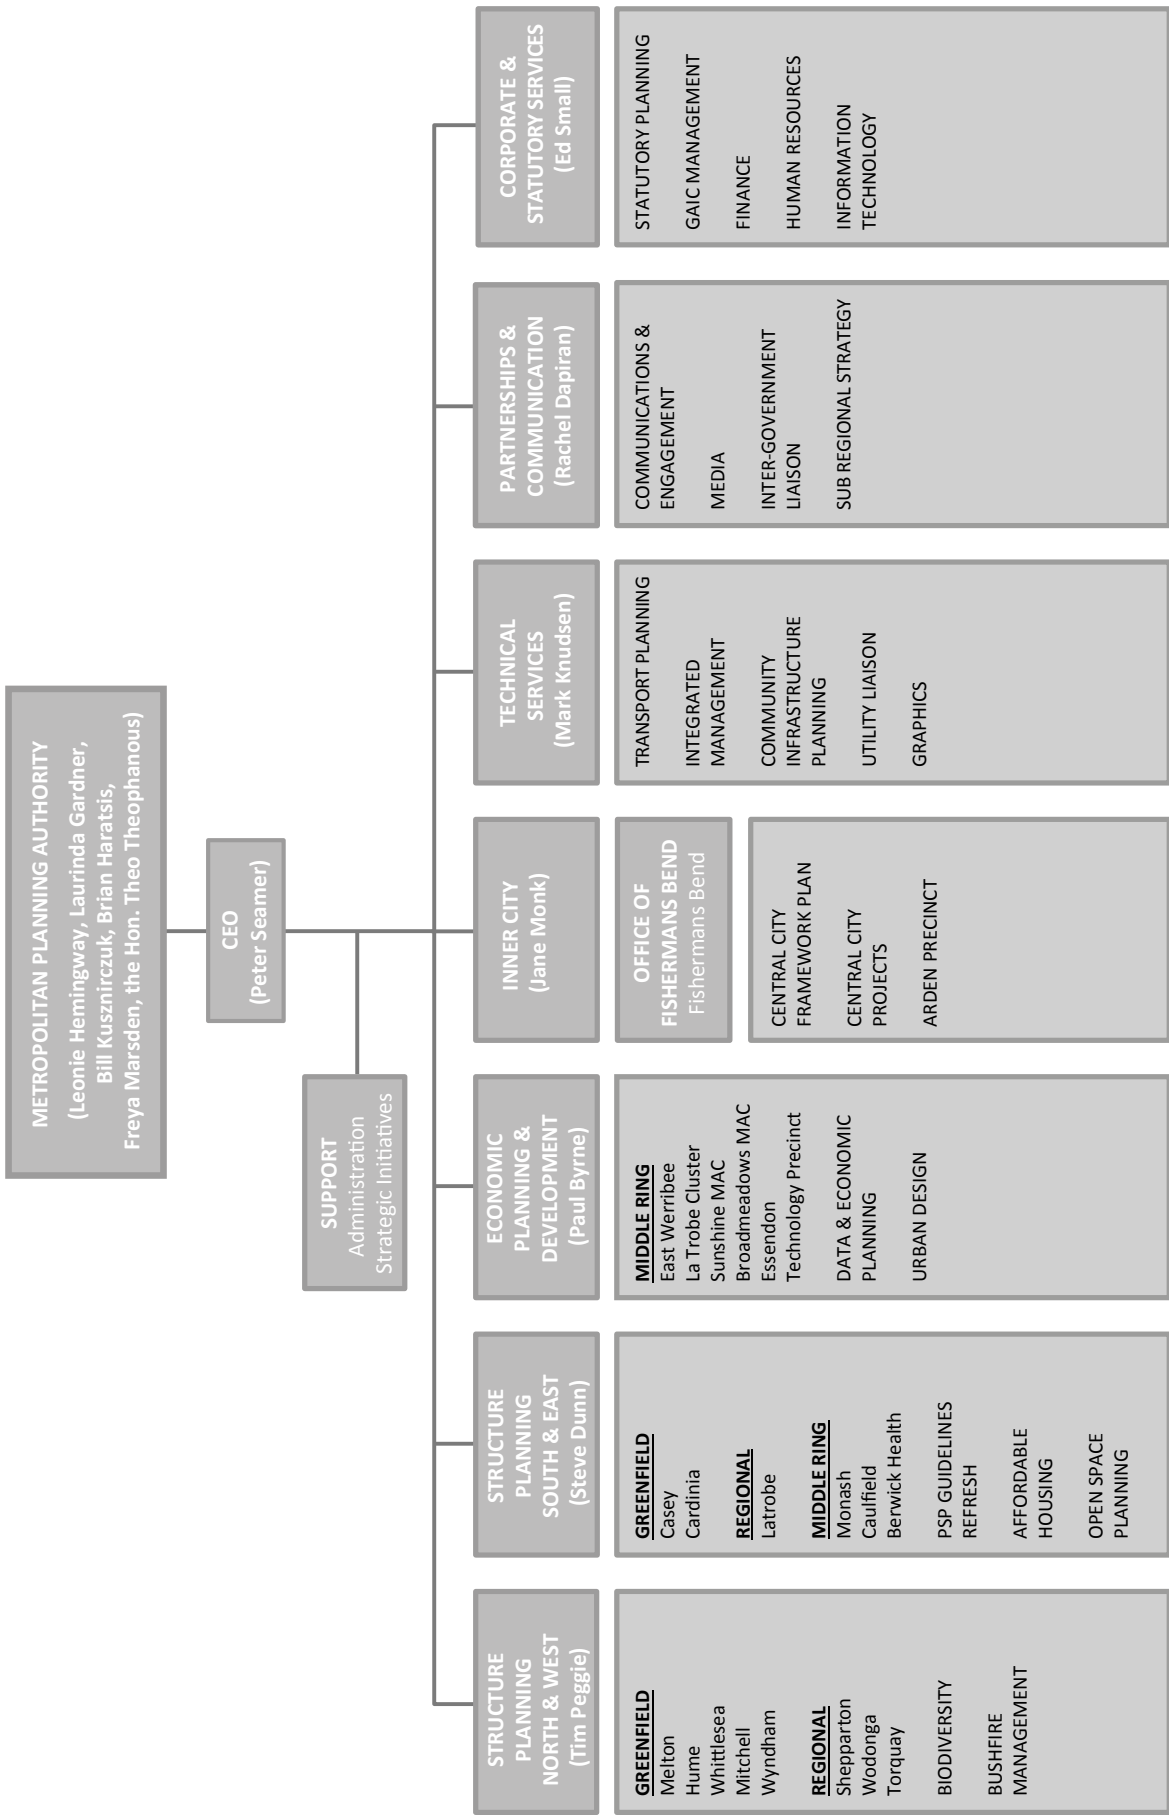 METROPOLITAN PLANNING AUTHORITY
(Leonie Hemingway, Laurinda Gardner,
Bill Kusznirczuk, Brian Haratsis,
Freya Marsden, the Hon. Theo Theophanous)
CEO
(Peter Seamer)
SUPPORT
Administration
Strategic Initiatives
STRUCTURE
PLANNING
NORTH & WEST
(Tim Peggie)
GREENFIELD
Melton
Hume
Whittlesea
Mitchell
Wyndham
REGIONAL
Shepparton
Wodonga
Torquay
BIODIVERSITY
BUSHFIRE
MANAGEMENT
STRUCTURE
PLANNING
SOUTH & EAST
(Steve Dunn)
GREENFIELD
Casey
Cardinia
REGIONAL
Latrobe
MIDDLE RING
Monash
Caulfield
Berwick Health
PSP GUIDELINES
REFRESH
AFFORDABLE
HOUSING
OPEN SPACE
PLANNING
ECONOMIC
PLANNING &
DEVELOPMENT
(Paul Byrne)
MIDDLE RING
East Werribee
La Trobe Cluster
Sunshine MAC
Broadmeadows MAC
Essendon
Technology Precinct
DATA & ECONOMIC
PLANNING
URBAN DESIGN
INNER CITY
(Jane Monk)
OFFICE OF
FISHERMANS BEND
Fishermans Bend
CENTRAL CITY
FRAMEWORK PLAN
CENTRAL CITY
PROJECTS
ARDEN PRECINCT
TECHNICAL
SERVICES
(Mark Knudsen)
TRANSPORT PLANNING
INTEGRATED
MANAGEMENT
COMMUNITY
INFRASTRUCTURE
PLANNING
UTILITY LIAISON
GRAPHICS
PARTNERSHIPS &
COMMUNICATION
(Rachel Dapiran)
COMMUNICATIONS &
ENGAGEMENT
MEDIA
INTER-GOVERNMENT
LIAISON
SUB REGIONAL STRATEGY
CORPORATE &
STATUTORY SERVICES
(Ed Small)
STATUTORY PLANNING
GAIC MANAGEMENT
FINANCE
HUMAN RESOURCES
INFORMATION
TECHNOLOGY